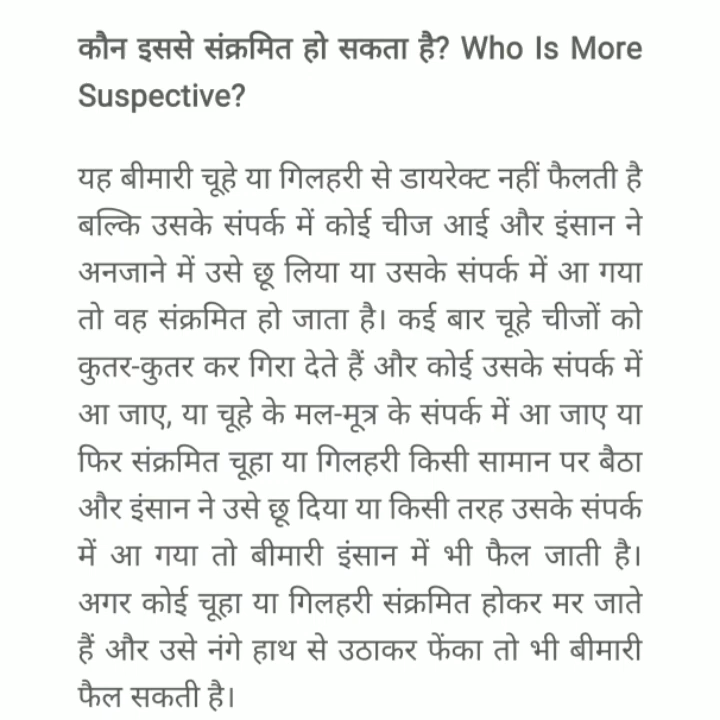 कौन इससे संक्रमित हो सकता है? Who Is More
Suspective?
यह बीमारी चूहे या गिलहरी से डायरेक्ट नहीं फैलती है
बल्कि उसके संपर्क में कोई चीज आई और इंसान ने
अनजाने में उसे छू लिया या उसके संपर्क में आ गया
तो वह संक्रमित हो जाता है। कई बार चूहे चीजों को
कुतर-कुतर कर गिरा देते हैं और कोई उसके संपर्क में
आ जाए, या चूहे के मल-मूत्र के संपर्क में आ जाए या
फिर संक्रमित चूहा या गिलहरी किसी सामान पर बैठा
और इंसान ने उसे छू दिया या किसी तरह उसके संपर्क
में आ गया तो बीमारी इंसान में भी फैल जाती है।
अगर कोई चूहा या गिलहरी संक्रमित होकर मर जाते
हैं और उसे नंगे हाथ से उठाकर फेंका तो भी बीमारी
फैल सकती है।